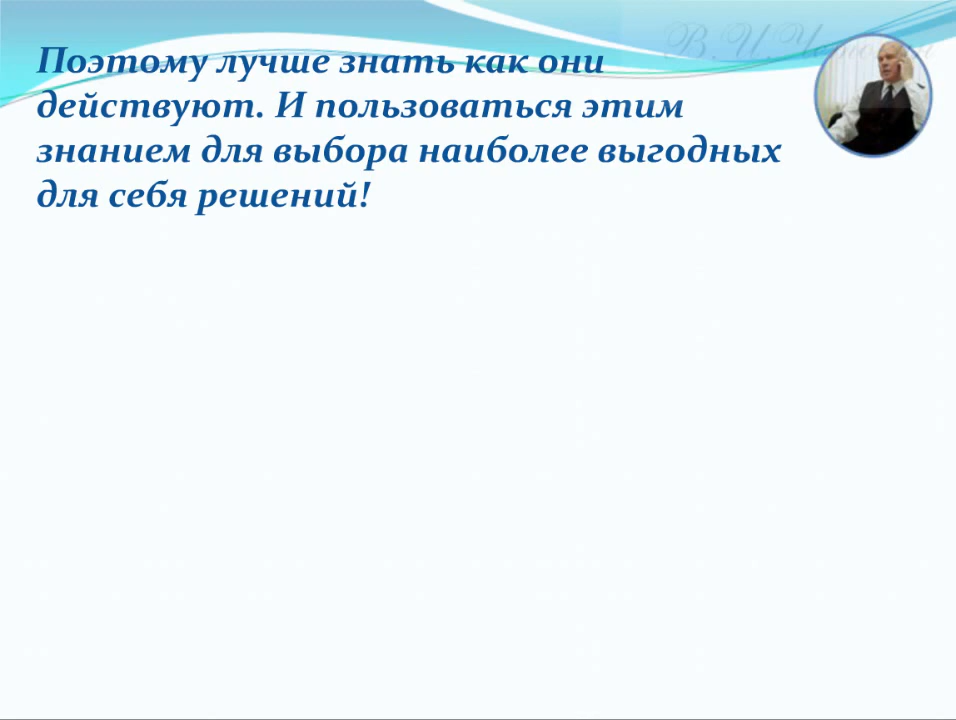 Поэтому лучше знать как они
действуют. И пользоваться этим
знанием для выбора наиболее выгодных
для себя решений!